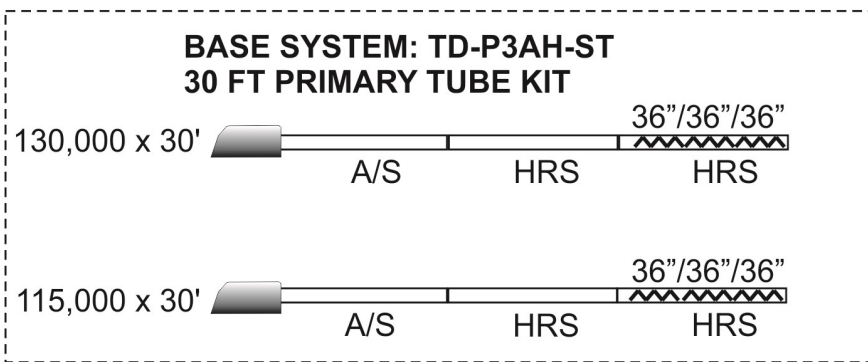 BASE SYSTEM: TD-P3AH-ST
30 FT PRIMARY TUBE KIT
36”/36”/36”
130,000 x 30'
A/S HRS HRS
36”/36”/36”
115,000 x 30'
A/S HRS HRS